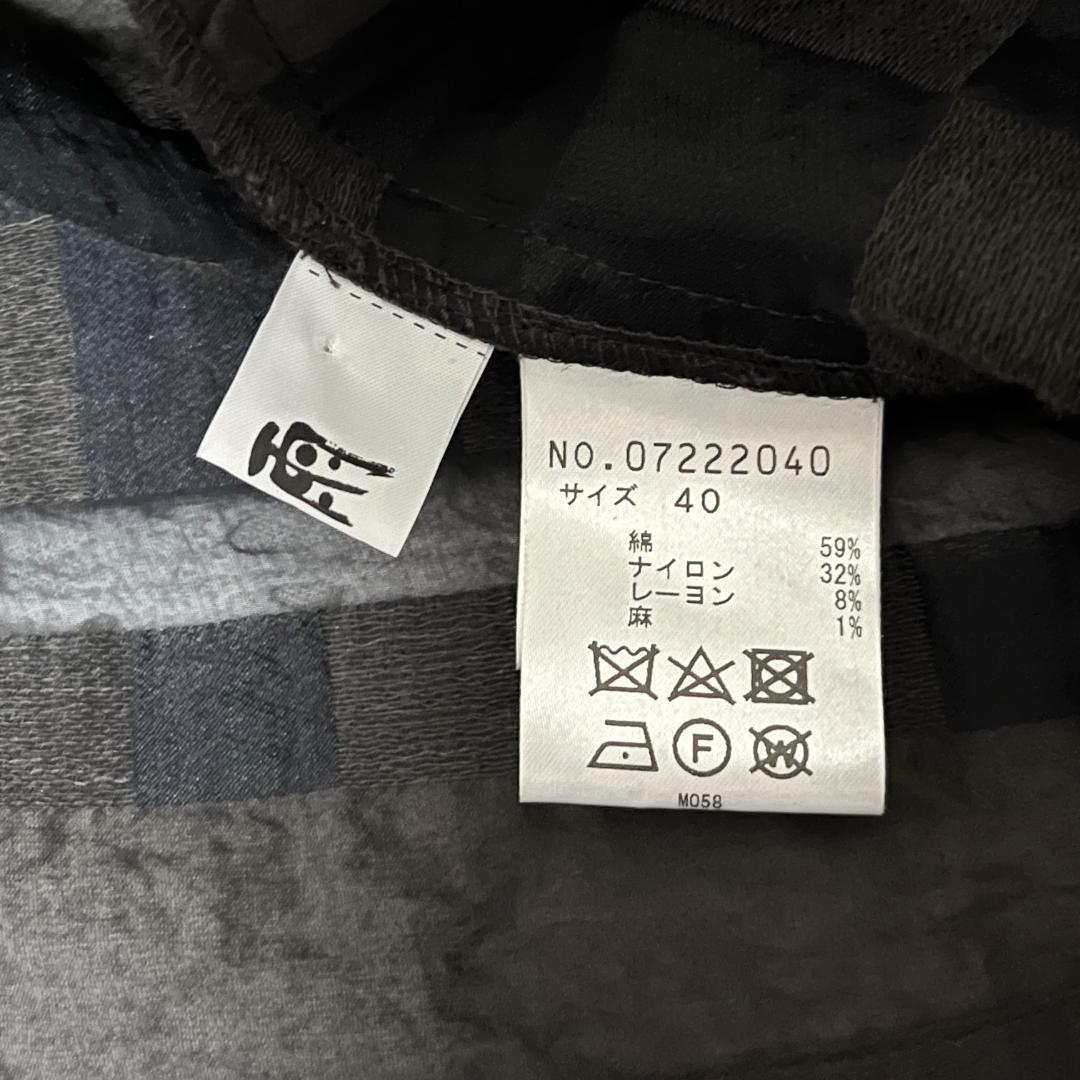 NO.07222040
サイズ 40
綿 59%
ナイロン 32%
レーヨン 8%
麻 1%
F
W
M058